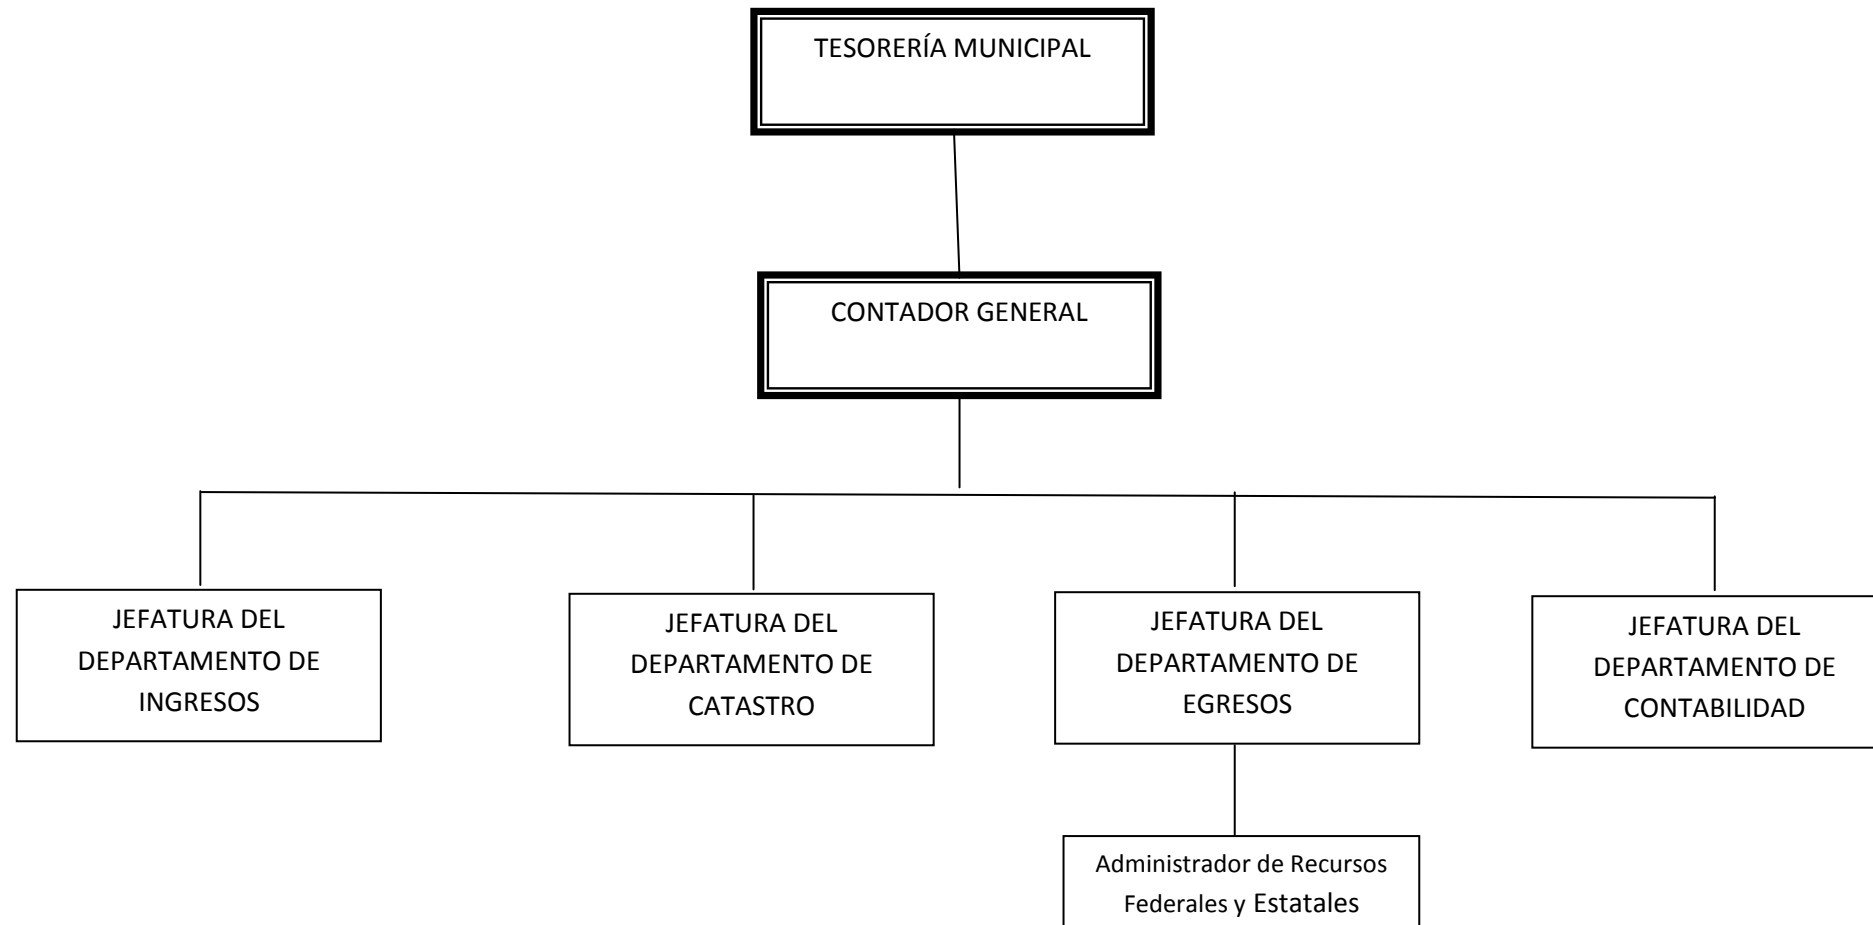 TESORERÍA MUNICIPAL
CONTADOR GENERAL
JEFATURA DEL
DEPARTAMENTO DE
INGRESOS
JEFATURA DEL
DEPARTAMENTO DE
CATASTRO
JEFATURA DEL
DEPARTAMENTO DE
EGRESOS
JEFATURA DEL
DEPARTAMENTO DE
CONTABILIDAD
Administrador de Recursos
Federales y Estatales